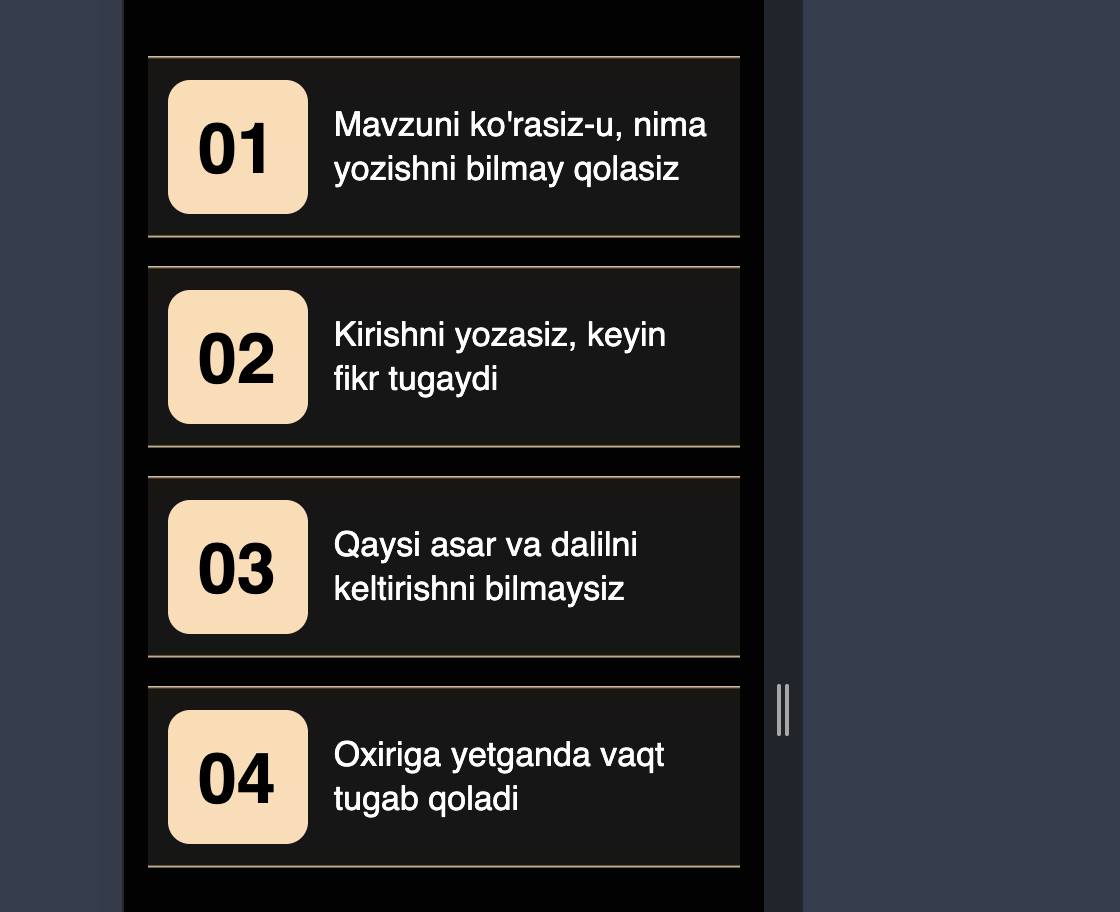 01
Mavzuni ko'rasiz-u, nima
yozishni bilmay qolasiz
02
Kirishni yozasiz, keyin
fikr tugaydi
03
Qaysi asar va dalilni
keltirishni bilmaysiz
04
Oxiriga yetganda vaqt
tugab qoladi